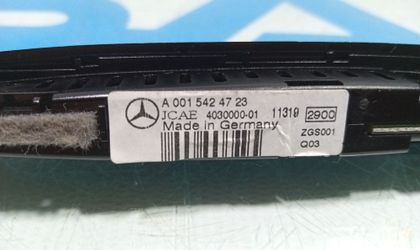 A 001 542 47 23
JCAE 4030000-01 11319 2900
Made in Germany
ZGS001
Q03